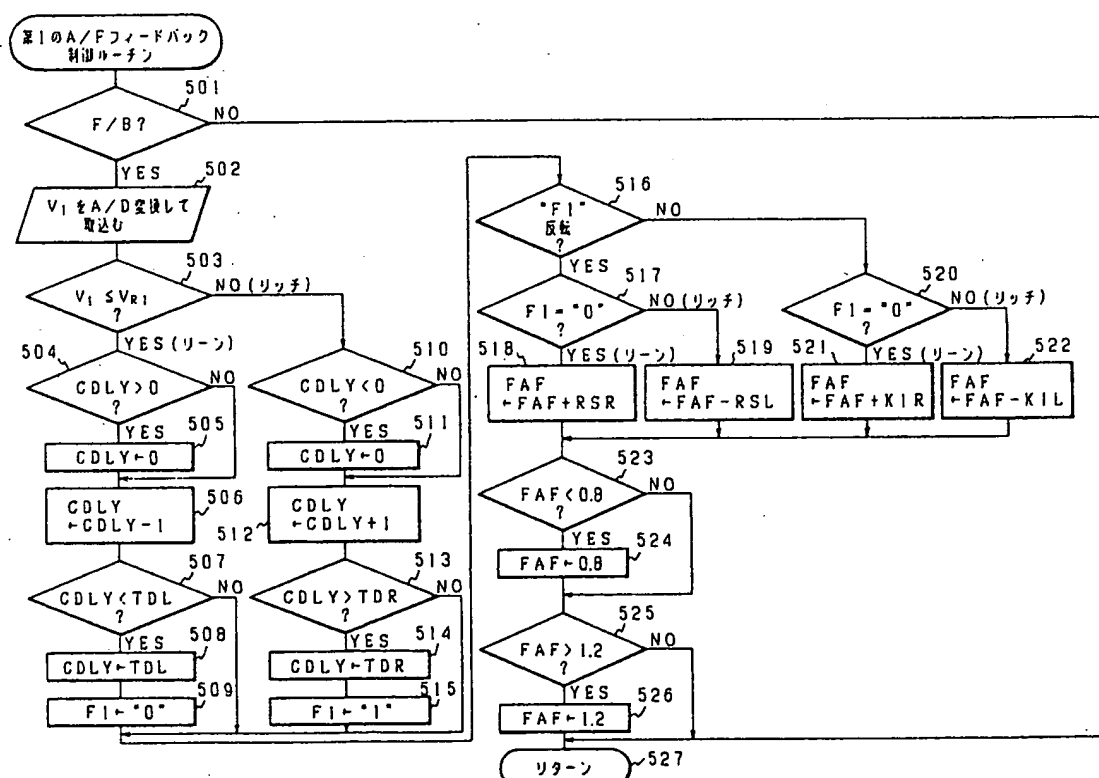 第1のA/Fフィードバック
制御ルーチン
501
F/B?
NO
YES
502
V1をA/D変換して
取込む
503
V1≦VR1
?
NO(リッチ)
YES(リーン)
504
CDLY>0
?
NO
YES
505
CDLY←0
506
CDLY
←CDLY-1
507
CDLY<TDL
?
NO
YES
508
CDLY←TDL
509
F1←"0"
510
CDLY<0
?
NO
YES
511
CDLY←0
512
CDLY
←CDLY+1
513
CDLY>TDR
?
NO
YES
514
CDLY←TDR
515
F1←"1"
516
"F1"
反転
?
NO
YES
517
F1="0"
?
NO(リッチ)
YES(リーン)
518
FAF
←FAF+RSR
519
FAF
←FAF-RSL
520
F1="0"
?
NO(リッチ)
YES(リーン)
521
FAF
←FAF+KIR
522
FAF
←FAF-KIL
523
FAF<0.8
?
NO
YES
524
FAF←0.8
525
FAF>1.2
?
NO
YES
526
FAF←1.2
リターン
527